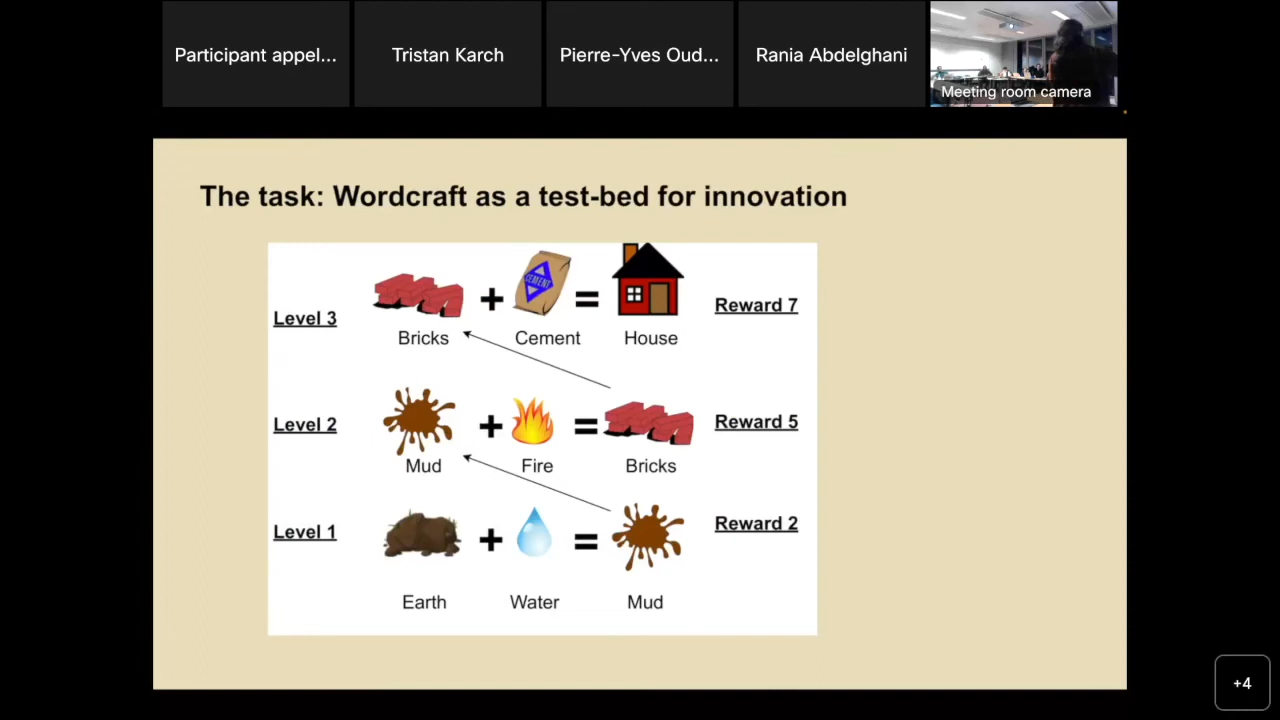 Participant appel...
Tristan Karch
Pierre-Yves Oud...
Rania Abdelghani
Meeting room camera
The task: Wordcraft as a test-bed for innovation
Level 3
+
CEMENT
=
Reward 7
Bricks
Cement
House
Level 2
+
=
Reward 5
Mud
Fire
Bricks
Level 1
+
=
Reward 2
Earth
Water
Mud
+4